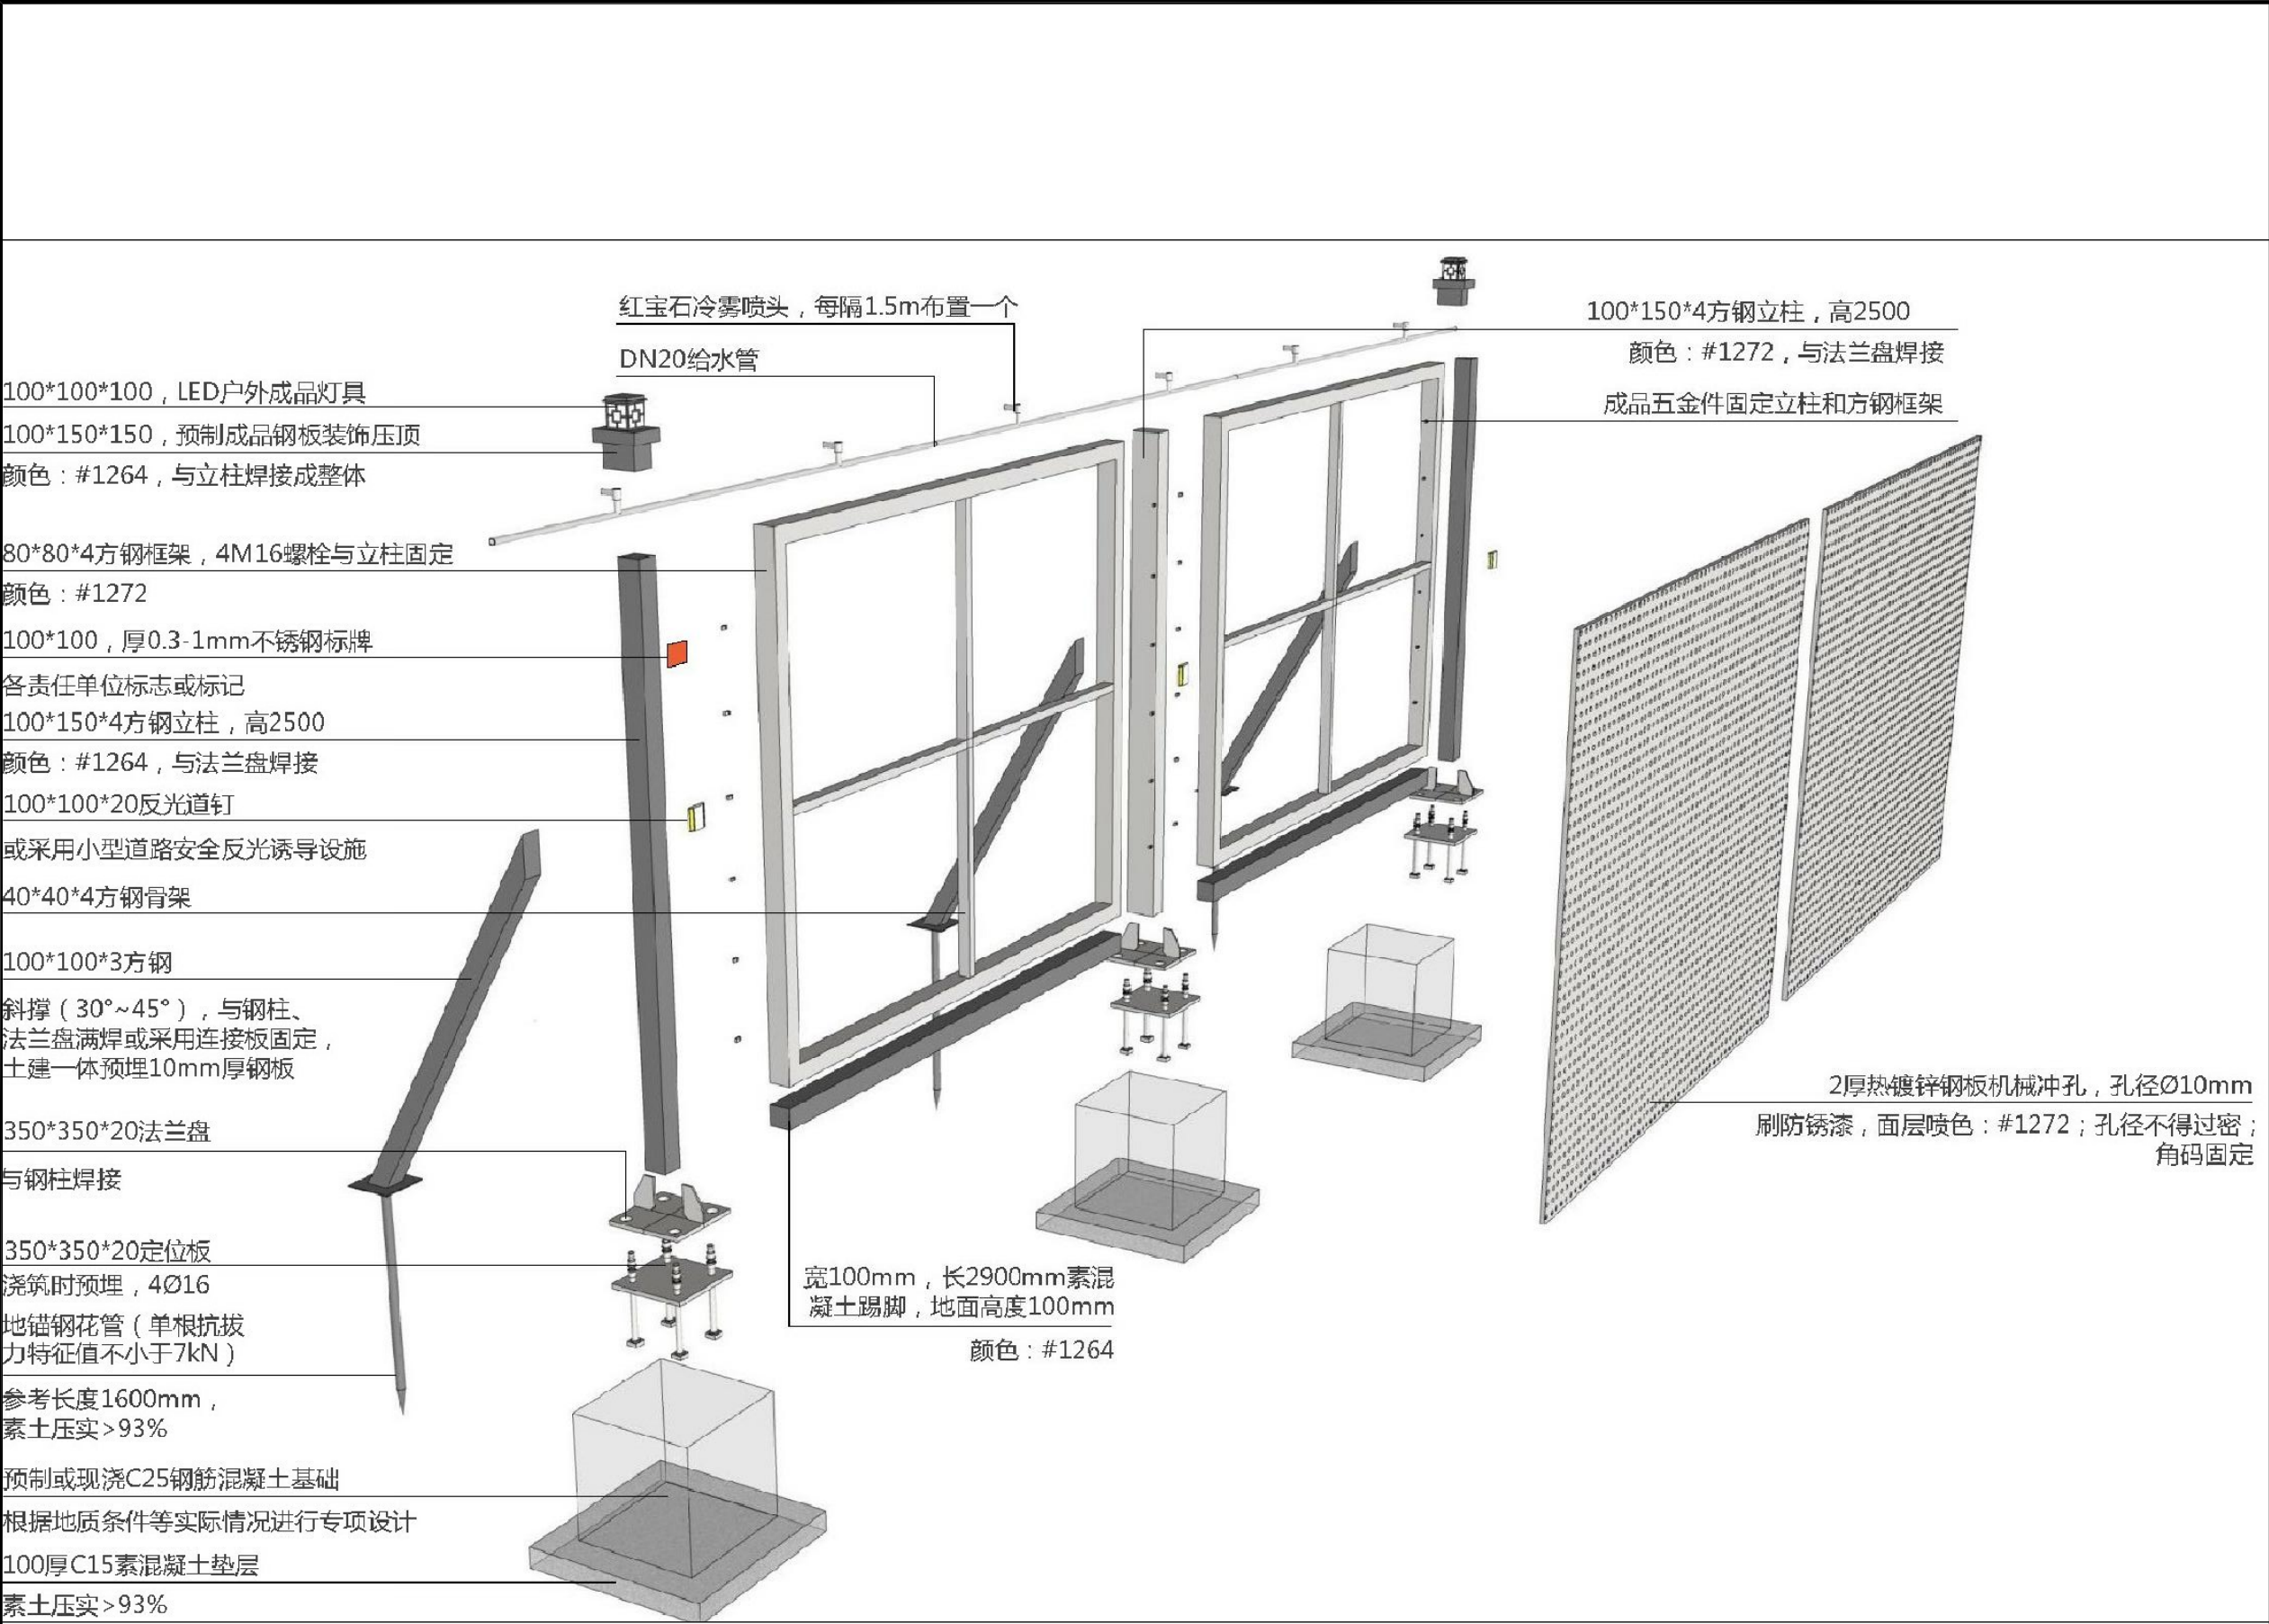 红宝石冷雾喷头，每隔1.5m布置一个
DN20给水管
100*100*100，LED户外成品灯具
100*150*150，预制成品钢板装饰压顶
颜色：#1264，与立柱焊接成整体
80*80*4方钢框架，4M16螺栓与立柱固定
颜色：#1272
100*100，厚0.3-1mm不锈钢标牌
各责任单位标志或标记
100*150*4方钢立柱，高2500
颜色：#1264，与法兰盘焊接
100*100*20反光道钉
或采用小型道路安全反光诱导设施
40*40*4方钢骨架
100*100*3方钢
斜撑（30°~45°），与钢柱、
法兰盘满焊或采用连接板固定，
土建一体预埋10mm厚钢板
350*350*20法兰盘
与钢柱焊接
350*350*20定位板
浇筑时预埋，4Ø16
地锚钢花管（单根抗拔
力特征值不小于7kN）
参考长度1600mm，
素土压实>93%
预制或现浇C25钢筋混凝土基础
根据地质条件等实际情况进行专项设计
100厚C15素混凝土垫层
素土压实>93%
宽100mm，长2900mm素混
凝土踢脚，地面高度100mm
颜色：#1264
100*150*4方钢立柱，高2500
颜色：#1272，与法兰盘焊接
成品五金件固定立柱和方钢框架
2厚热镀锌钢板机械冲孔，孔径Ø10mm
刷防锈漆，面层喷色：#1272；孔径不得过密；
角码固定